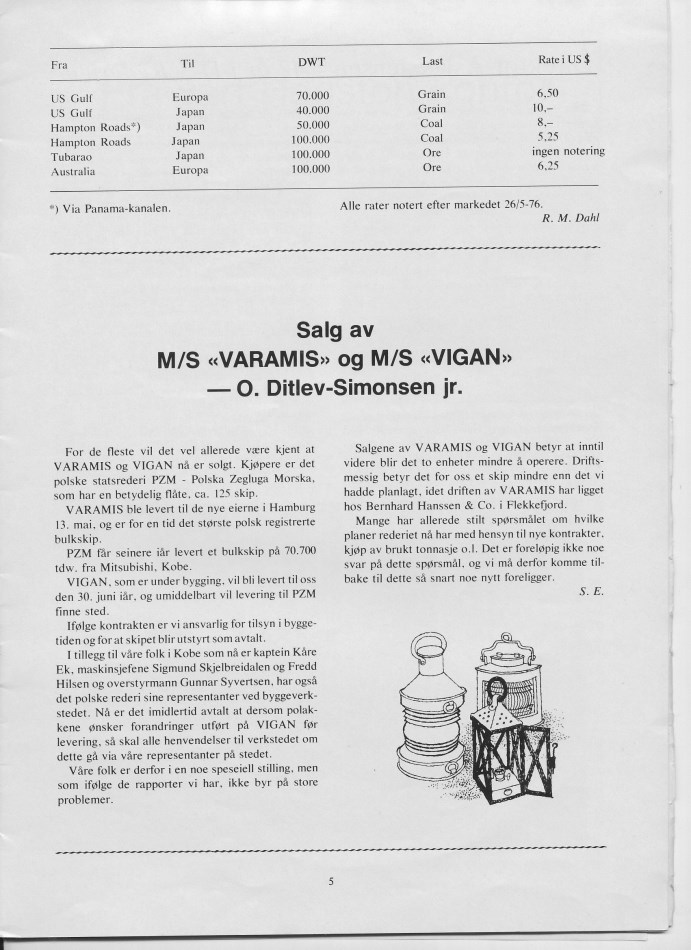 Fra Til DWT Last Rate i US $
US Gulf Europa 70.000 Grain 6,50
US Gulf Japan 40.000 Grain 10,–
Hampton Roads*) Japan 50.000 Coal 8,–
Hampton Roads Japan 100.000 Coal 5,25
Tubarao Japan 100.000 Ore ingen notering
Australia Europa 100.000 Ore 6,25
*) Via Panama-kanalen. Alle rater notert efter markedet 26/5-76.
R. M. Dahl
Salg av
M/S «VARAMIS» og M/S «VIGAN»
— O. Ditlev-Simonsen jr.
For de fleste vil det vel allerede være kjent at
VARAMIS og VIGAN nå er solgt. Kjøpere er det
polske statsrederi PZM - Polska Zegluga Morska,
som har en betydelig flåte, ca. 125 skip.
VARAMIS ble levert til de nye eierne i Hamburg
13. mai, og er for en tid det største polsk registrerte
bulkskip.
PZM får seinere iår levert et bulkskip på 70.700
tdw. fra Mitsubishi, Kobe.
VIGAN, som er under bygging, vil bli levert til oss
den 30. juni iår, og umiddelbart vil levering til PZM
finne sted.
Ifølge kontrakten er vi ansvarlig for tilsyn i bygge-
tiden og for at skipet blir utstyrt som avtalt.
I tillegg til våre folk i Kobe som nå er kaptein Kåre
Ek, maskinsjefene Sigmund Skjelbreidalen og Fredd
Hilsen og overstyrmann Gunnar Syvertsen, har også
det polske rederi sine representanter ved byggeverk-
stedet. Nå er det imidlertid avtalt at dersom polak-
kene ønsker forandringer utført på VIGAN før
levering, så skal alle henvendelser til verkstedet om
dette gå via våre representanter på stedet.
Våre folk er derfor i en noe speseiell stilling, men
som ifølge de rapporter vi har, ikke byr på store
problemer.
Salgene av VARAMIS og VIGAN betyr at inntil
videre blir det to enheter mindre å operere. Drifts-
messig betyr det for oss et skip mindre enn det vi
hadde planlagt, idet driften av VARAMIS har ligget
hos Bernhard Hanssen & Co. i Flekkefjord.
Mange har allerede stilt spørsmålet om hvilke
planer rederiet nå har med hensyn til nye kontrakter,
kjøp av brukt tonnasje o.l. Det er foreløpig ikke noe
svar på dette spørsmål, og vi må derfor komme til-
bake til dette så snart noe nytt foreligger.
S. E.
5